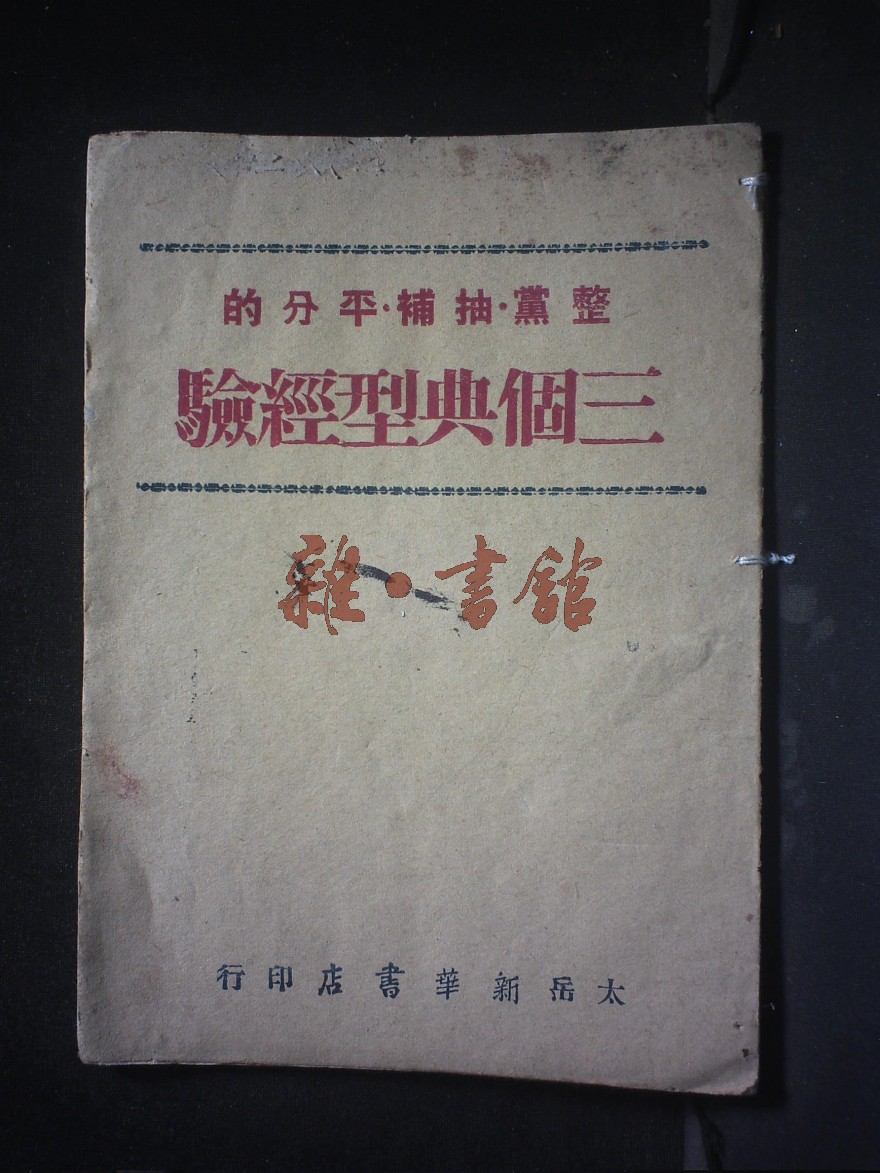 整黨·抽補·平分的
三個典型經驗
雜·書館
太岳新華書店印行